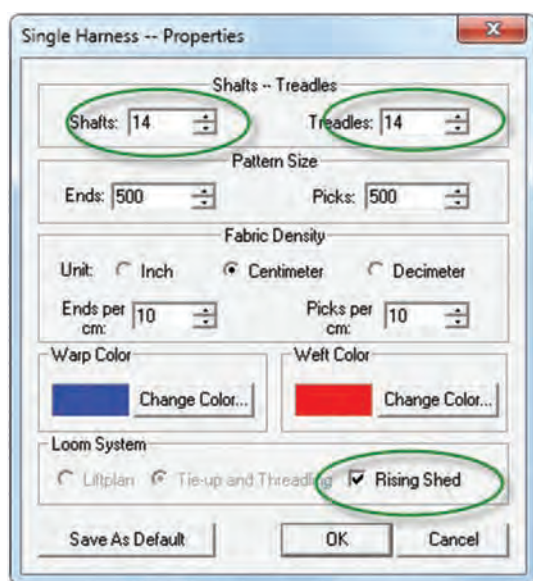 Single Harness -- Properties
Shafts -- Treadles
Shafts: 14 Treadles: 14
Pattern Size
Ends: 500 Picks: 500
Fabric Density
Unit: Inch Centimeter Decimeter
Ends per cm: 10 Picks per cm: 10
Warp Color Weft Color
Change Color... Change Color...
Loom System
Liftplan Tie-up and Threading Rising Shed
Save As Default OK Cancel